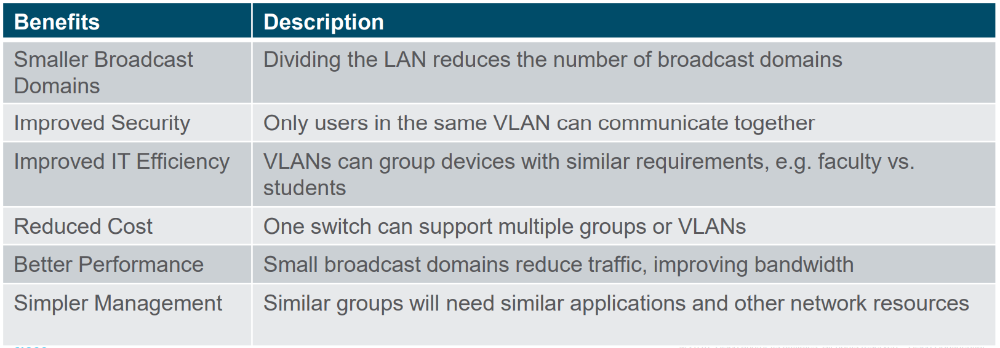 Benefits
Description
Smaller Broadcast
Domains
Dividing the LAN reduces the number of broadcast domains
Improved Security
Only users in the same VLAN can communicate together
Improved IT Efficiency
VLANs can group devices with similar requirements, e.g. faculty vs.
students
Reduced Cost
One switch can support multiple groups or VLANs
Better Performance
Small broadcast domains reduce traffic, improving bandwidth
Simpler Management
Similar groups will need similar applications and other network resources